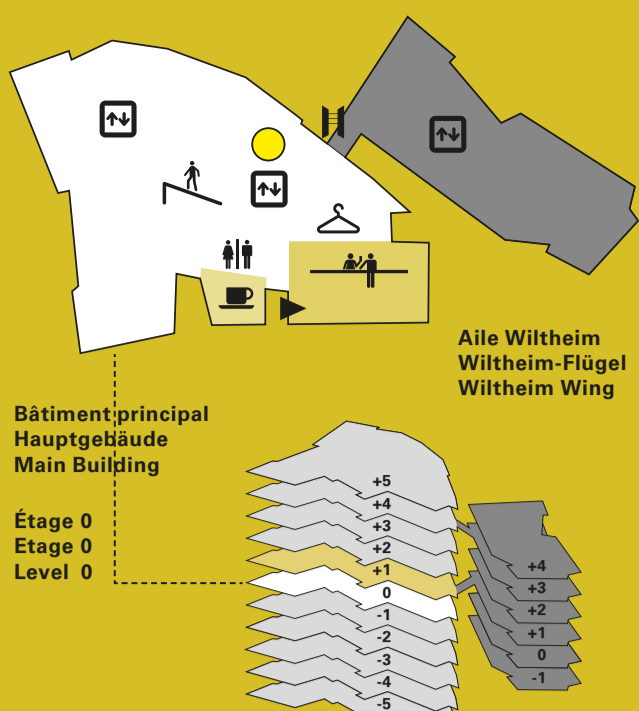 Aile Wiltheim
Wiltheim-Flügel
Wiltheim Wing
Bâtiment principal
Hauptgebäude
Main Building
Étage 0
Etage 0
Level 0
+5
+4
+3
+2
+1
0
-1
-2
-3
-4
-5
+4
+3
+2
+1
0
-1